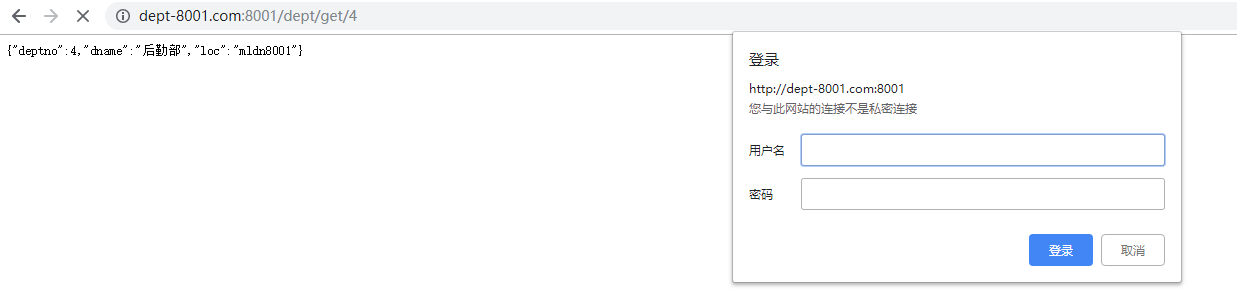 dept-8001.com:8001/dept/get/4
{"deptno":4,"dname":"后勤部","loc":"mldn8001"}
登录
http://dept-8001.com:8001
您与此网站的连接不是私密连接
用户名
密码
登录 取消